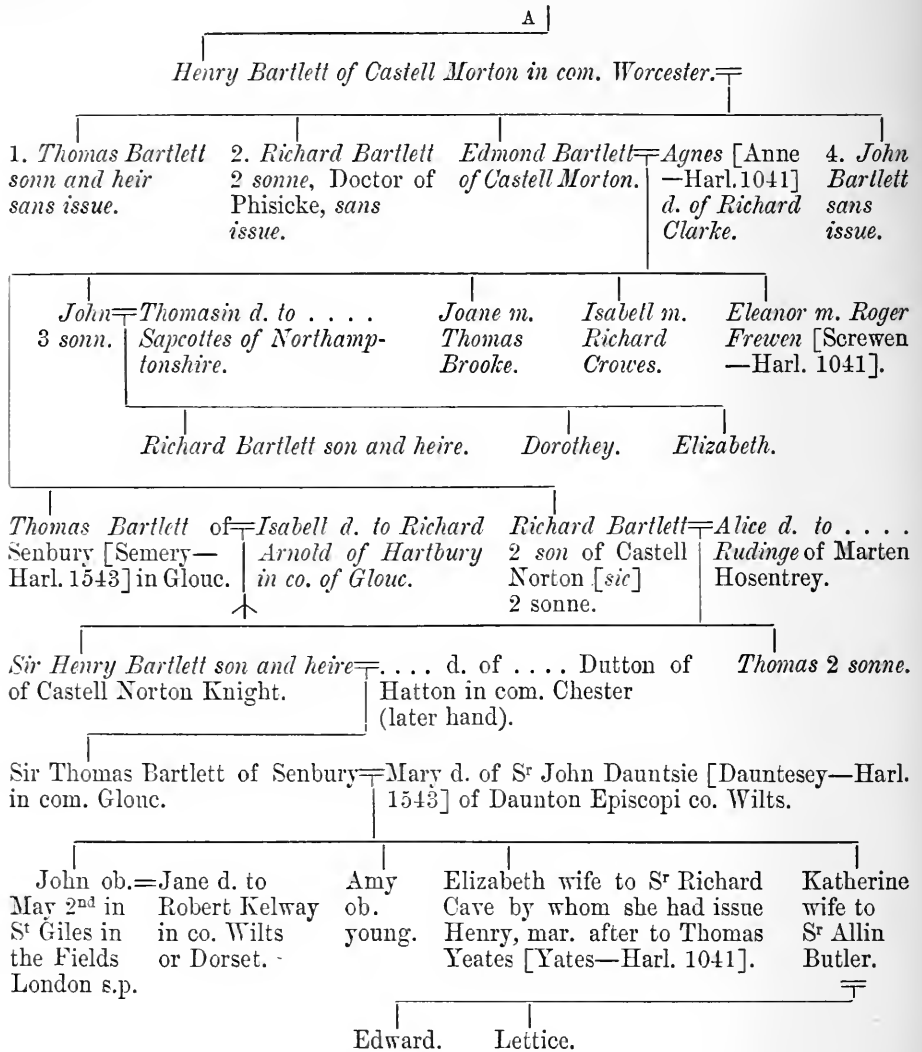 A
Henry Bartlett of Castell Morton in com. Worcester.
1. Thomas Bartlett
sonn and heir
sans issue.
2. Richard Bartlett
2 sonne, Doctor of
Phisicke, sans
issue.
Edmond Bartlett
of Castell Morton.
Agnes [Anne
—Harl. 1041]
d. of Richard
Clarke.
4. John
Bartlett
sans
issue.
John
3 sonn.
Thomasin d. to . . . .
Sapcottes of Northamp-
tonshire.
Joane m.
Thomas
Brooke.
Isabell m.
Richard
Crowes.
Eleanor m. Roger
Frewen [Screwen
—Harl. 1041].
Richard Bartlett son and heire.
Dorothey.
Elizabeth.
Thomas Bartlett of
Senbury [Semery—
Harl. 1543] in Glouc.
Isabell d. to Richard
Arnold of Hartbury
in co. of Glouc.
Richard Bartlett
2 son of Castell
Norton [sic]
2 sonne.
Alice d. to . . . .
Rudinge of Marten
Hosentrey.
Sir Henry Bartlett son and heire
of Castell Norton Knight.
. . . . d. of . . . . Dutton of
Hatton in com. Chester
(later hand).
Thomas 2 sonne.
Sir Thomas Bartlett of Senbury
in com. Glouc.
Mary d. of Sr John Dauntsie [Dauntesey—Harl.
1543] of Daunton Episcopi co. Wilts.
John ob.
May 2nd in
St Giles in
the Fields
London s.p.
Jane d. to
Robert Kelway
in co. Wilts
or Dorset.
Amy
ob.
young.
Elizabeth wife to Sr Richard
Cave by whom she had issue
Henry, mar. after to Thomas
Yeates [Yates—Harl. 1041].
Katherine
wife to
Sr Allin
Butler.
Edward.
Lettice.